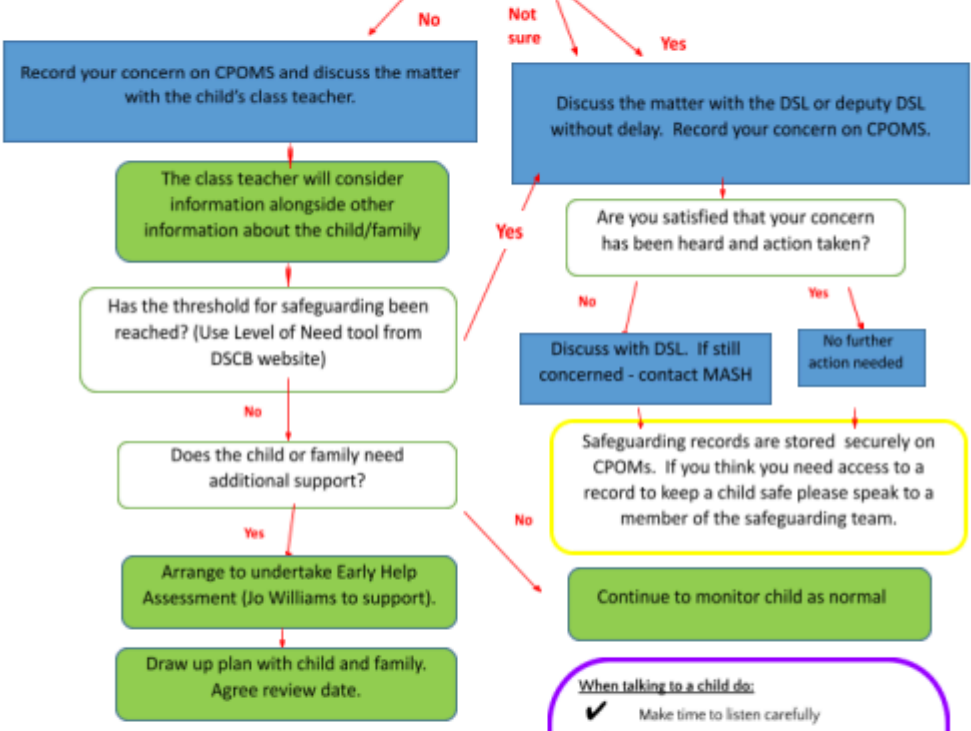 No
Not
sure
Yes
Record your concern on CPOMS and discuss the matter
with the child's class teacher.
Discuss the matter with the DSL or deputy DSL
without delay. Record your concern on CPOMS.
The class teacher will consider
information alongside other
information about the child/family
Yes
Are you satisfied that your concern
has been heard and action taken?
Has the threshold for safeguarding been
reached? (Use Level of Need tool from
DSCB website)
No
Yes
Discuss with DSL. If still
concerned - contact MASH
No further
action needed
No
Does the child or family need
additional support?
Safeguarding records are stored securely on
CPOMs. If you think you need access to a
record to keep a child safe please speak to a
member of the safeguarding team.
Yes
No
Arrange to undertake Early Help
Assessment (Jo Williams to support).
Continue to monitor child as normal
Draw up plan with child and family.
Agree review date.
When talking to a child do:
✔ Make time to listen carefully